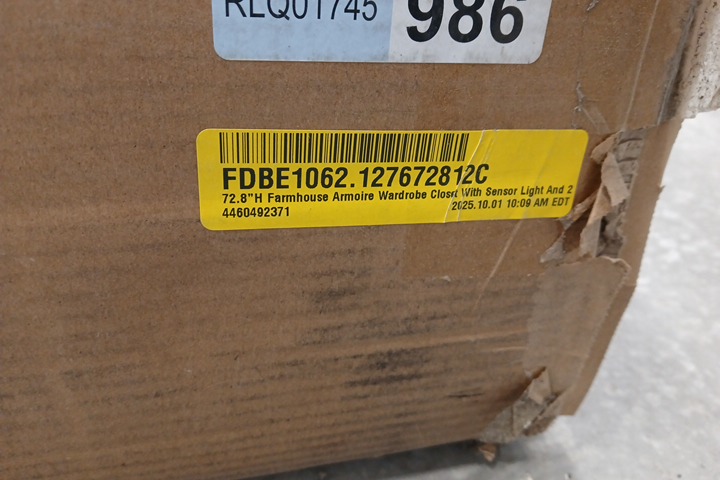 RLQ01745
986
FDBE1062.127672812C
72.8"H Farmhouse Armoire Wardrobe Closet With Sensor Light And 2
2025.10.01 10:09 AM EDT
4460492371